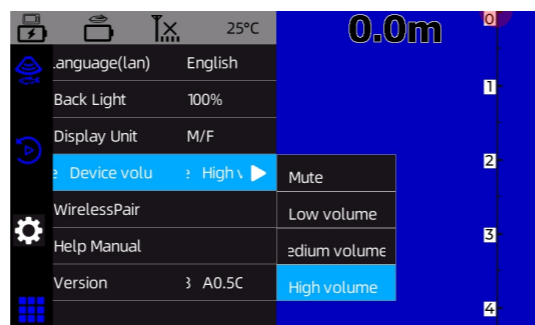 25°C 0.0m 0
.anguage(lan) English
1
Back Light 100%
Display Unit M/F
2
Device volu High
Mute
WirelessPair
Low volume
3
Help Manual
edium volume
Version A0.5C
High volume
4